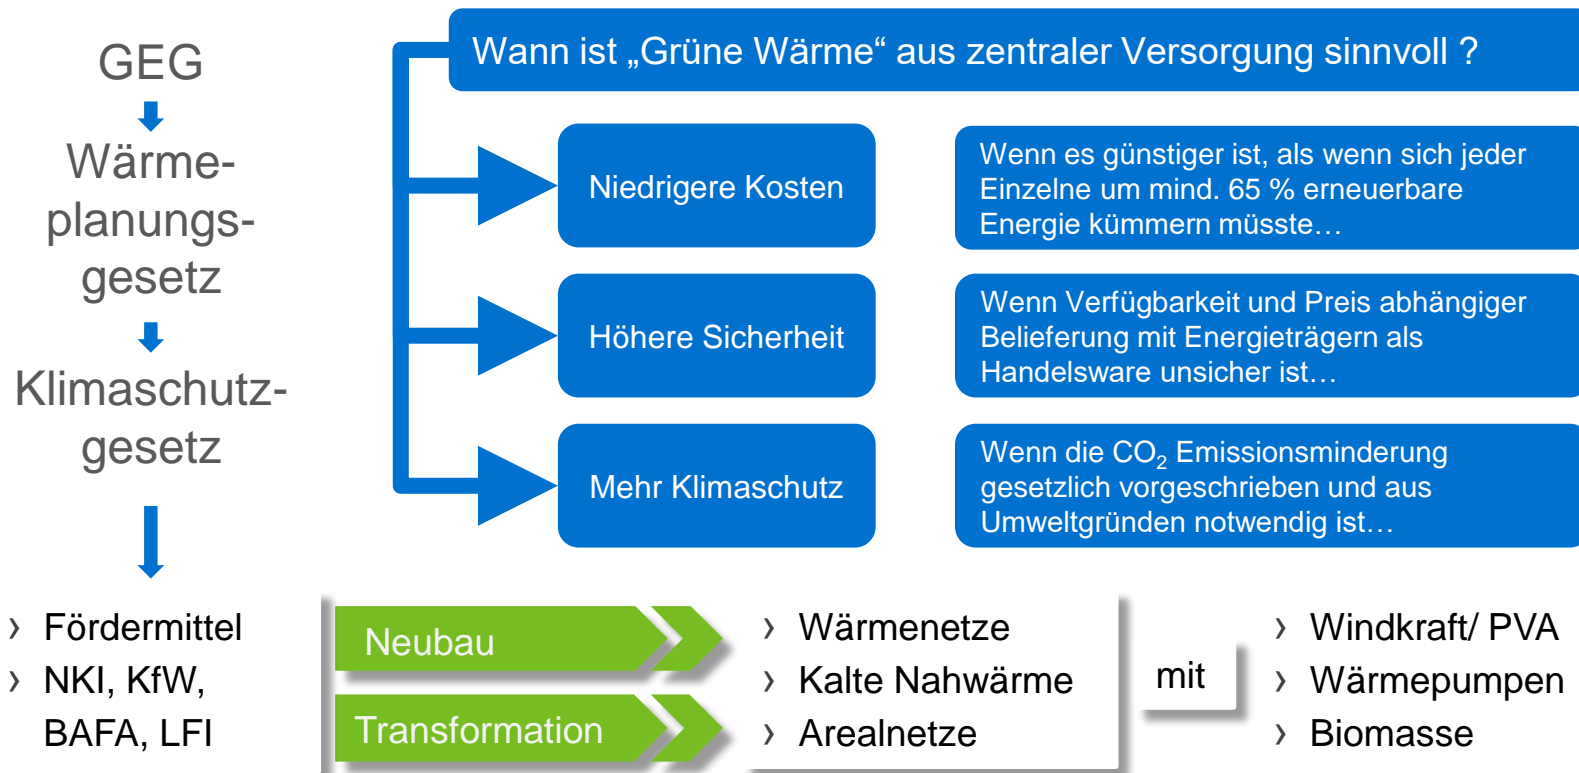 GEG
Wärme-
planungs-
gesetz
Klimaschutz-
gesetz
› Fördermittel
› NKI, KfW,
BAFA, LFI
Wann ist „Grüne Wärme“ aus zentraler Versorgung sinnvoll ?
Niedrigere Kosten
Wenn es günstiger ist, als wenn sich jeder
Einzelne um mind. 65 % erneuerbare
Energie kümmern müsste…
Höhere Sicherheit
Wenn Verfügbarkeit und Preis abhängiger
Belieferung mit Energieträgern als
Handelsware unsicher ist…
Mehr Klimaschutz
Wenn die CO₂ Emissionsminderung
gesetzlich vorgeschrieben und aus
Umweltgründen notwendig ist…
Neubau
Transformation
› Wärmenetze
› Kalte Nahwärme
› Arealnetze
mit
› Windkraft/ PVA
› Wärmepumpen
› Biomasse